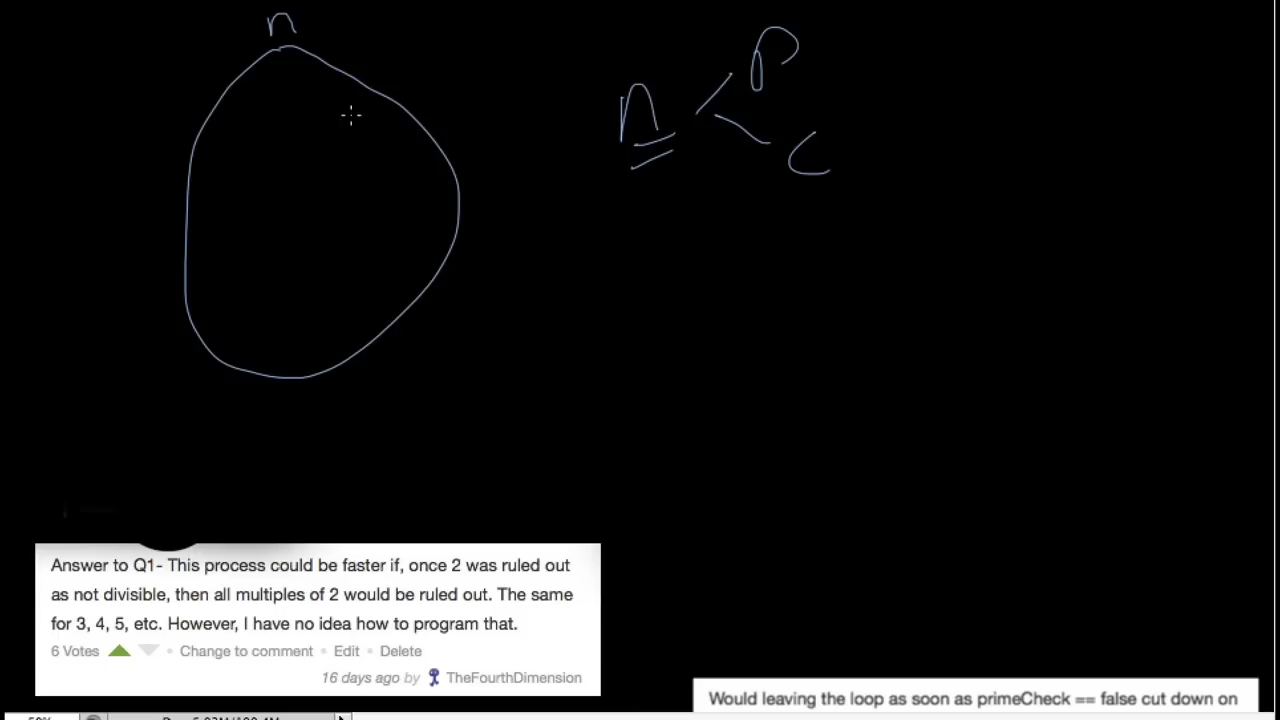 n
n
p
c
Answer to Q1- This process could be faster if, once 2 was ruled out
as not divisible, then all multiples of 2 would be ruled out. The same
for 3, 4, 5, etc. However, I have no idea how to program that.
6 Votes • Change to comment • Edit • Delete
16 days ago by TheFourthDimension
Would leaving the loop as soon as primeCheck == false cut down on